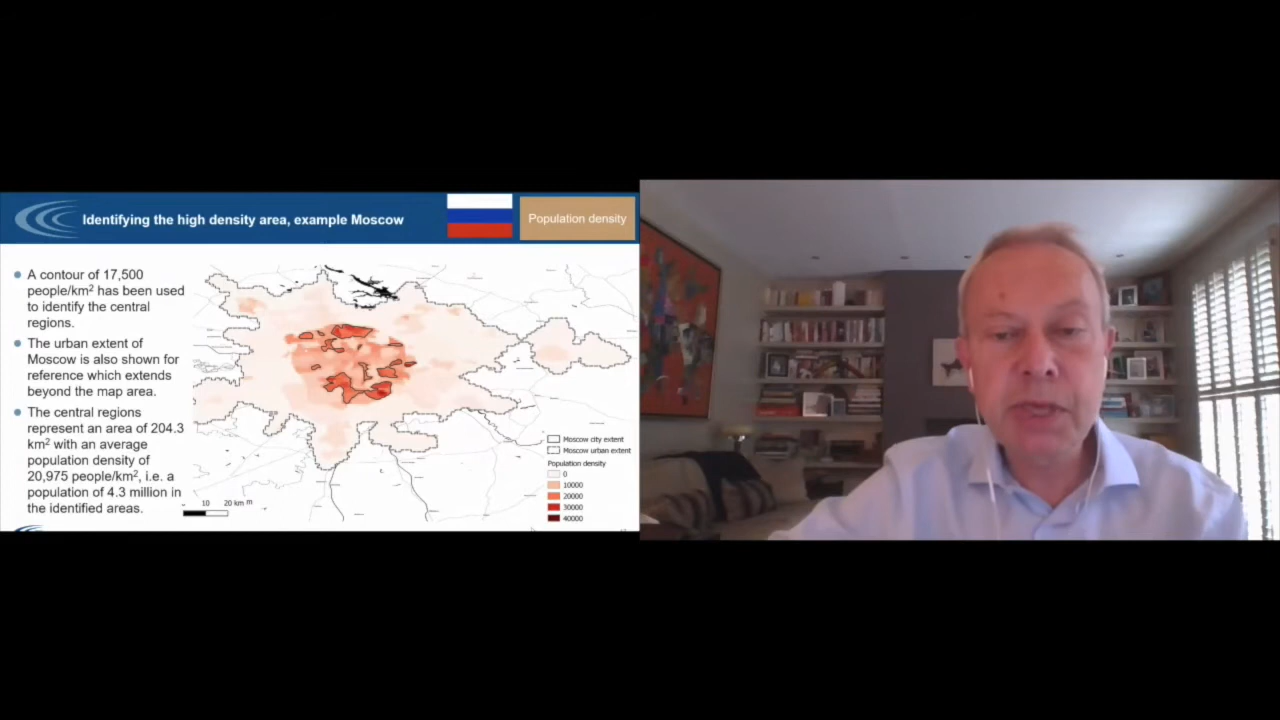 Identifying the high density area, example Moscow
Population density
A contour of 17,500
people/km² has been used
to identify the central
regions.
The urban extent of
Moscow is also shown for
reference which extends
beyond the map area.
The central regions
represent an area of 204.3
km² with an average
population density of
20,975 people/km², i.e. a
population of 4.3 million in
the identified areas.
10 20 km
Moscow city extent
Moscow urban extent
Population density
0
10000
20000
30000
40000